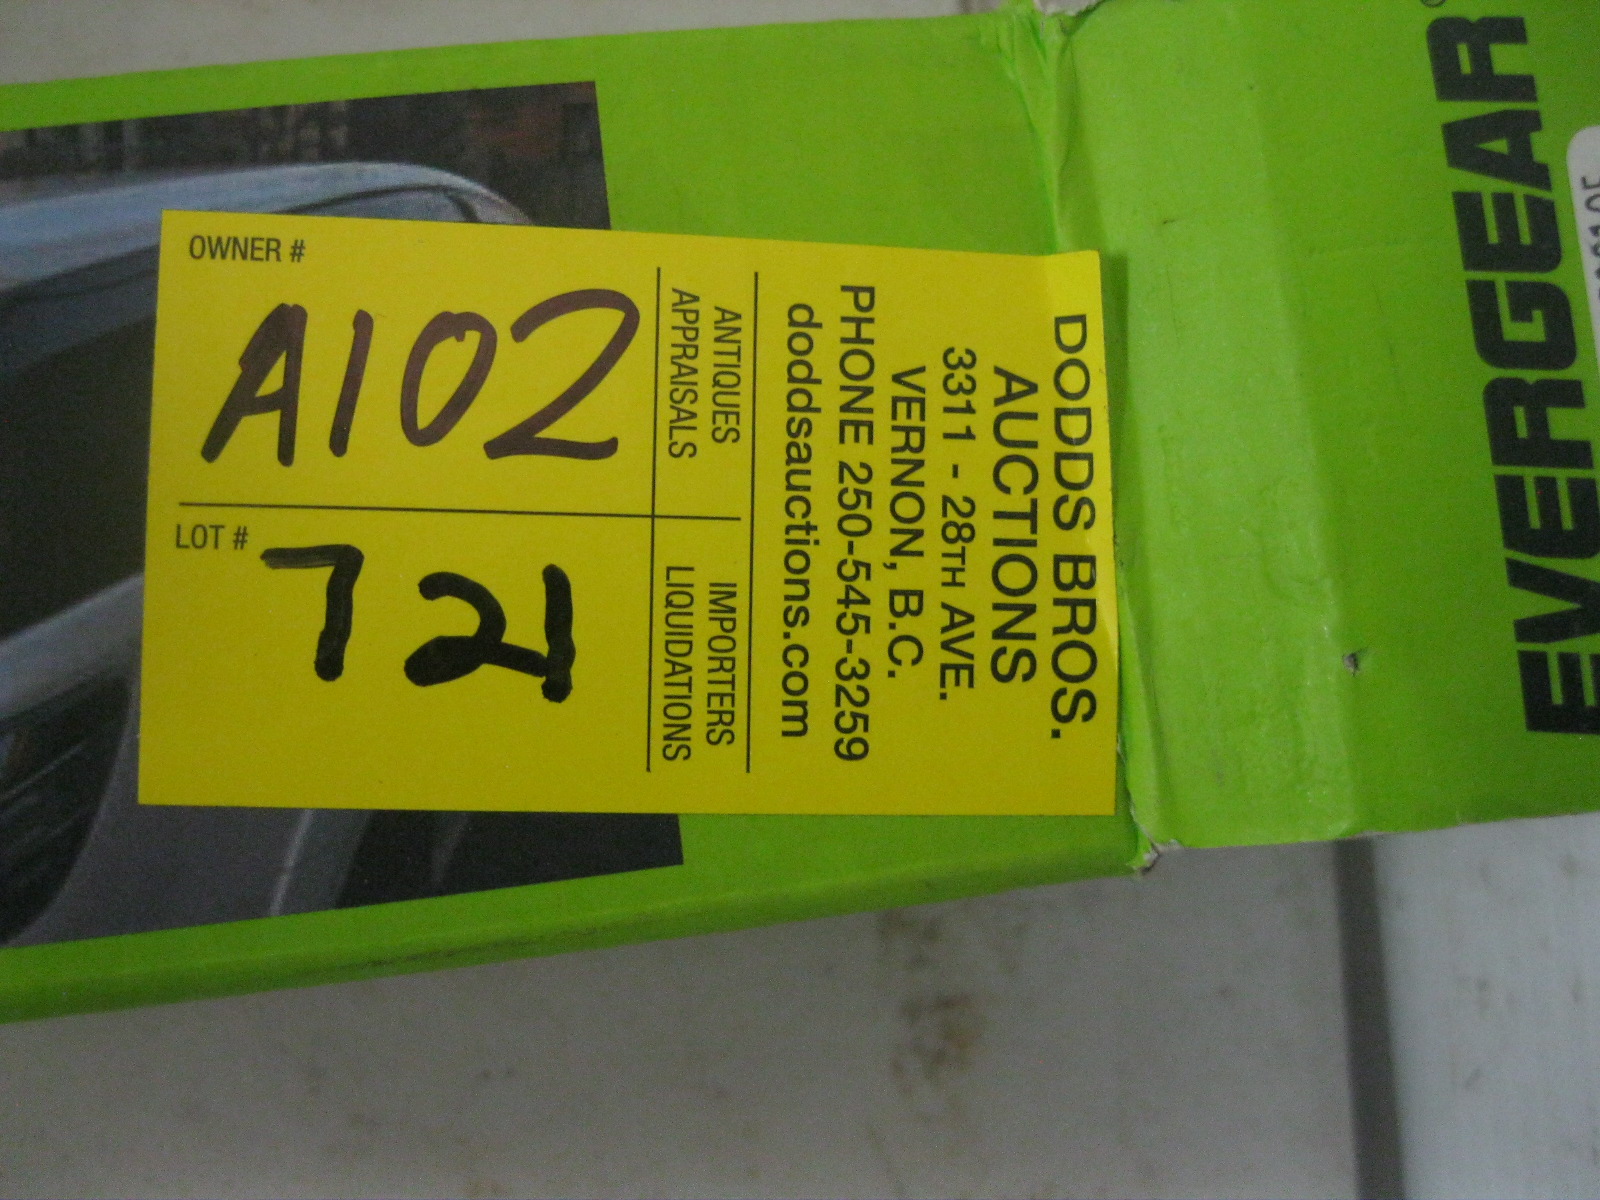 DODDS BROS.
AUCTIONS
3311 - 28TH AVE.
VERNON, B.C.
PHONE 250-545-3259
doddsauctions.com
ANTIQUES
APPRAISALS
IMPORTERS
LIQUIDATIONS
OWNER #
A102
LOT #
72
EVERGEAR